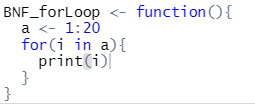 BNF_forLoop <- function(){
  a <- 1:20
  for(i in a){
    print(i)
  }
}